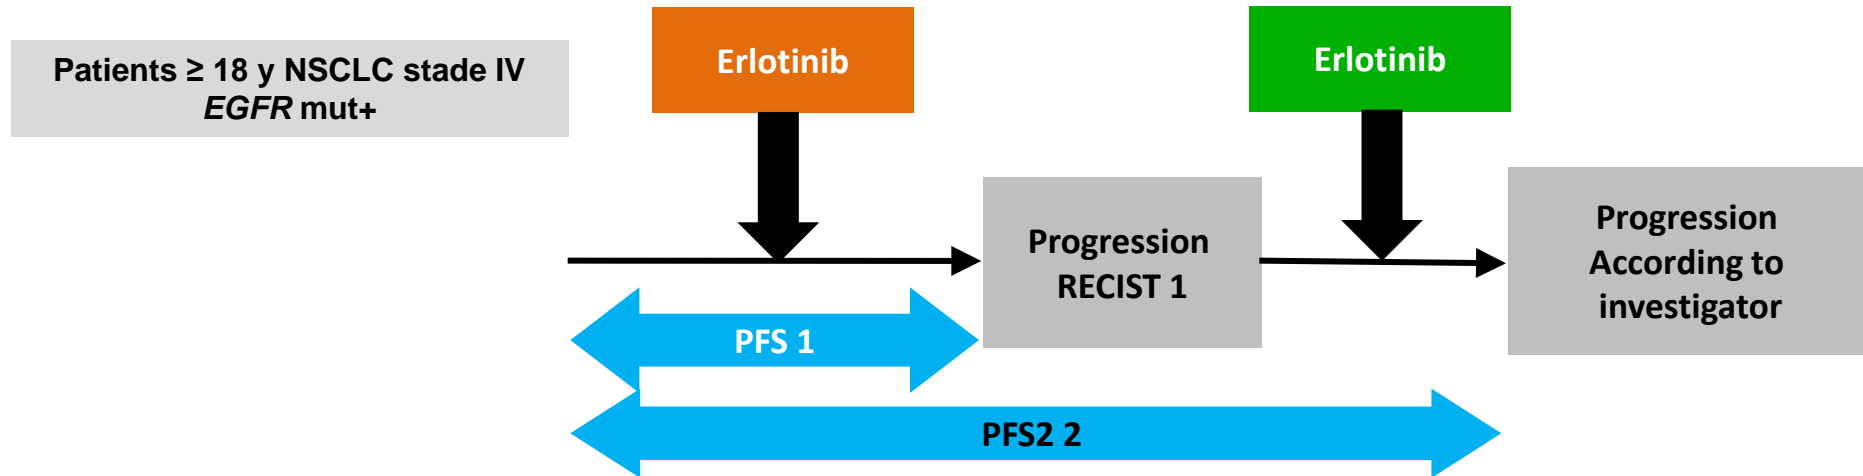 Patients ≥ 18 y NSCLC stade IV
EGFR mut+
Erlotinib
Erlotinib
Progression
RECIST 1
Progression
According to
investigator
PFS 1
PFS2 2